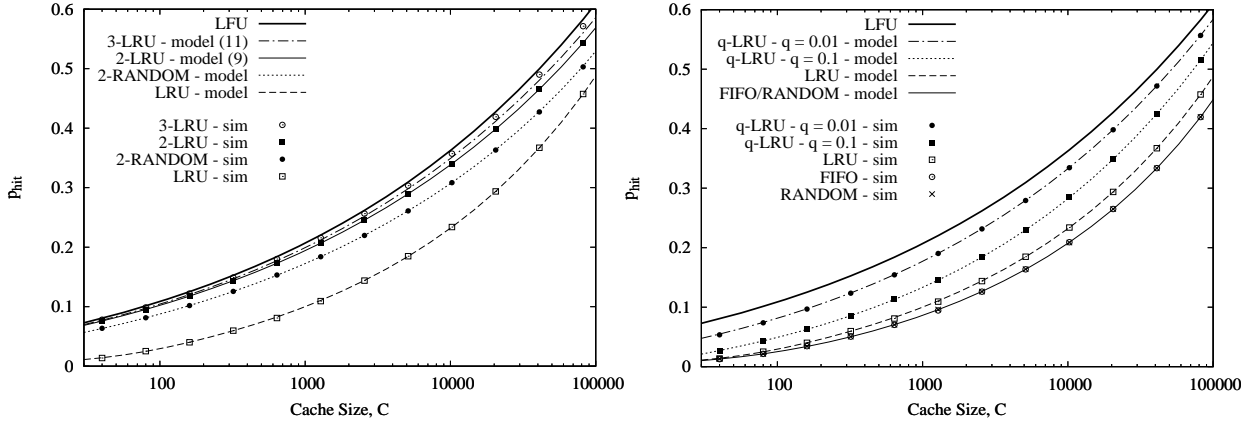 LFU
3-LRU - model (11)
2-LRU - model (9)
2-RANDOM - model
LRU - model
3-LRU - sim
2-LRU - sim
2-RANDOM - sim
LRU - sim
0.6
0.5
0.4
0.3
0.2
0.1
0
p_hit
100
1000
10000
100000
Cache Size, C
LFU
q-LRU - q = 0.01 - model
q-LRU - q = 0.1 - model
LRU - model
FIFO/RANDOM - model
q-LRU - q = 0.01 - sim
q-LRU - q = 0.1 - sim
LRU - sim
FIFO - sim
RANDOM - sim
0.6
0.5
0.4
0.3
0.2
0.1
0
p_hit
100
1000
10000
100000
Cache Size, C